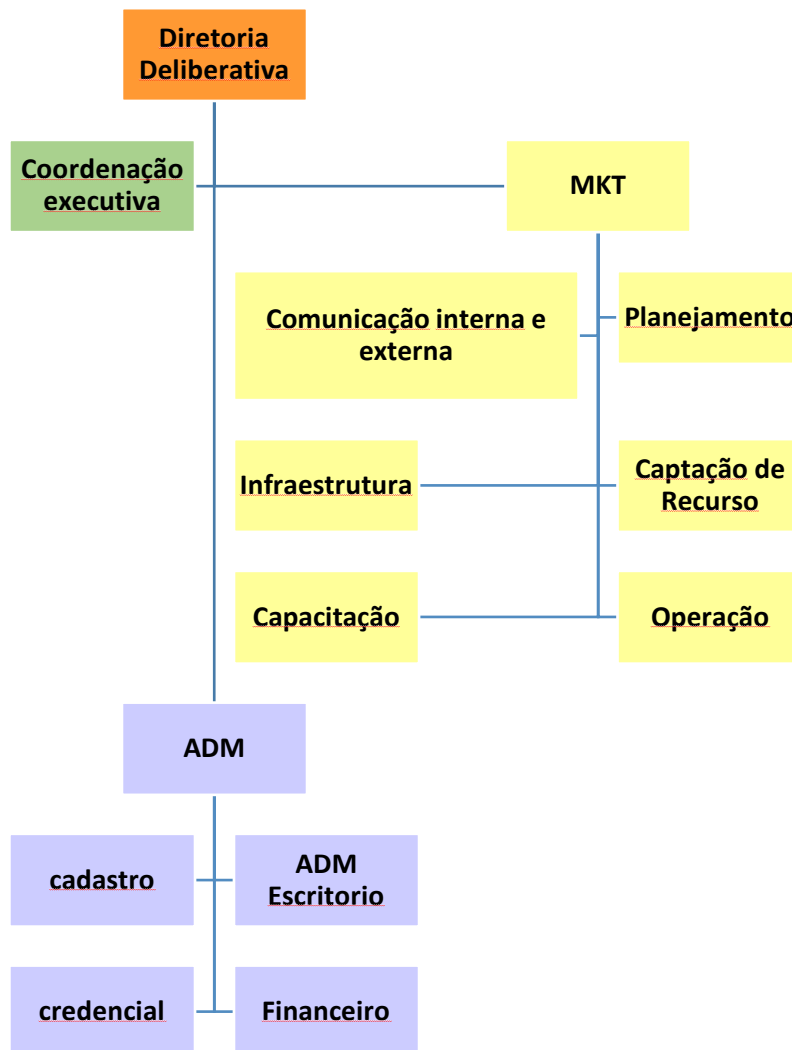 Diretoria
Deliberativa
Coordenação
executiva
MKT
Comunicação interna e
externa
Planejamento
Infraestrutura
Captação de
Recurso
Capacitação
Operação
ADM
cadastro
ADM
Escritorio
credencial
Financeiro